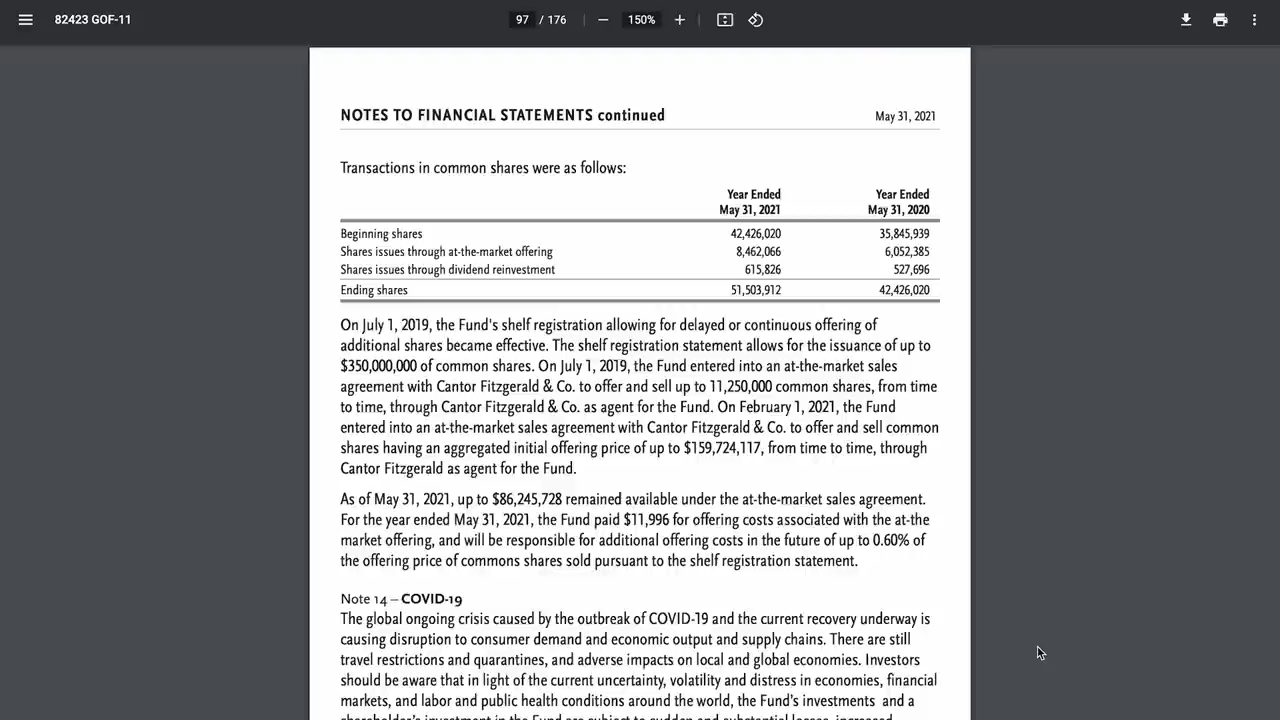 82423 GOF-11
97 / 176
150%
NOTES TO FINANCIAL STATEMENTS continued May 31, 2021
Transactions in common shares were as follows:
Year Ended Year Ended
May 31, 2021 May 31, 2020
Beginning shares 42,426,020 35,845,939
Shares issues through at-the-market offering 8,462,066 6,052,385
Shares issues through dividend reinvestment 615,826 527,696
Ending shares 51,503,912 42,426,020
On July 1, 2019, the Fund's shelf registration allowing for delayed or continuous offering of
additional shares became effective. The shelf registration statement allows for the issuance of up to
$350,000,000 of common shares. On July 1, 2019, the Fund entered into an at-the-market sales
agreement with Cantor Fitzgerald & Co. to offer and sell up to 11,250,000 common shares, from time
to time, through Cantor Fitzgerald & Co. as agent for the Fund. On February 1, 2021, the Fund
entered into an at-the-market sales agreement with Cantor Fitzgerald & Co. to offer and sell common
shares having an aggregated initial offering price of up to $159,724,117, from time to time, through
Cantor Fitzgerald as agent for the Fund.
As of May 31, 2021, up to $86,245,728 remained available under the at-the-market sales agreement.
For the year ended May 31, 2021, the Fund paid $11,996 for offering costs associated with the at-the
market offering, and will be responsible for additional offering costs in the future of up to 0.60% of
the offering price of commons shares sold pursuant to the shelf registration statement.
Note 14 – COVID-19
The global ongoing crisis caused by the outbreak of COVID-19 and the current recovery underway is
causing disruption to consumer demand and economic output and supply chains. There are still
travel restrictions and quarantines, and adverse impacts on local and global economies. Investors
should be aware that in light of the current uncertainty, volatility and distress in economies, financial
markets, and labor and public health conditions around the world, the Fund's investments and a
shareholder's investment in the Fund are subject to sudden and substantial losses, increased